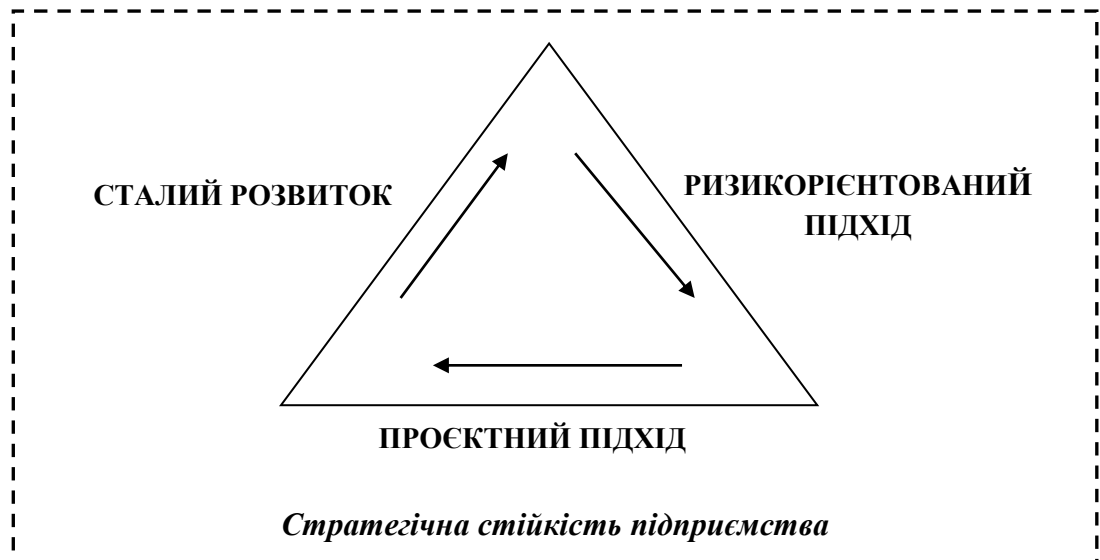 СТАЛИЙ РОЗВИТОК
РИЗИКОРІЄНТОВАНИЙ
ПІДХІД
ПРОЄКТНИЙ ПІДХІД
Стратегічна стійкість підприємства